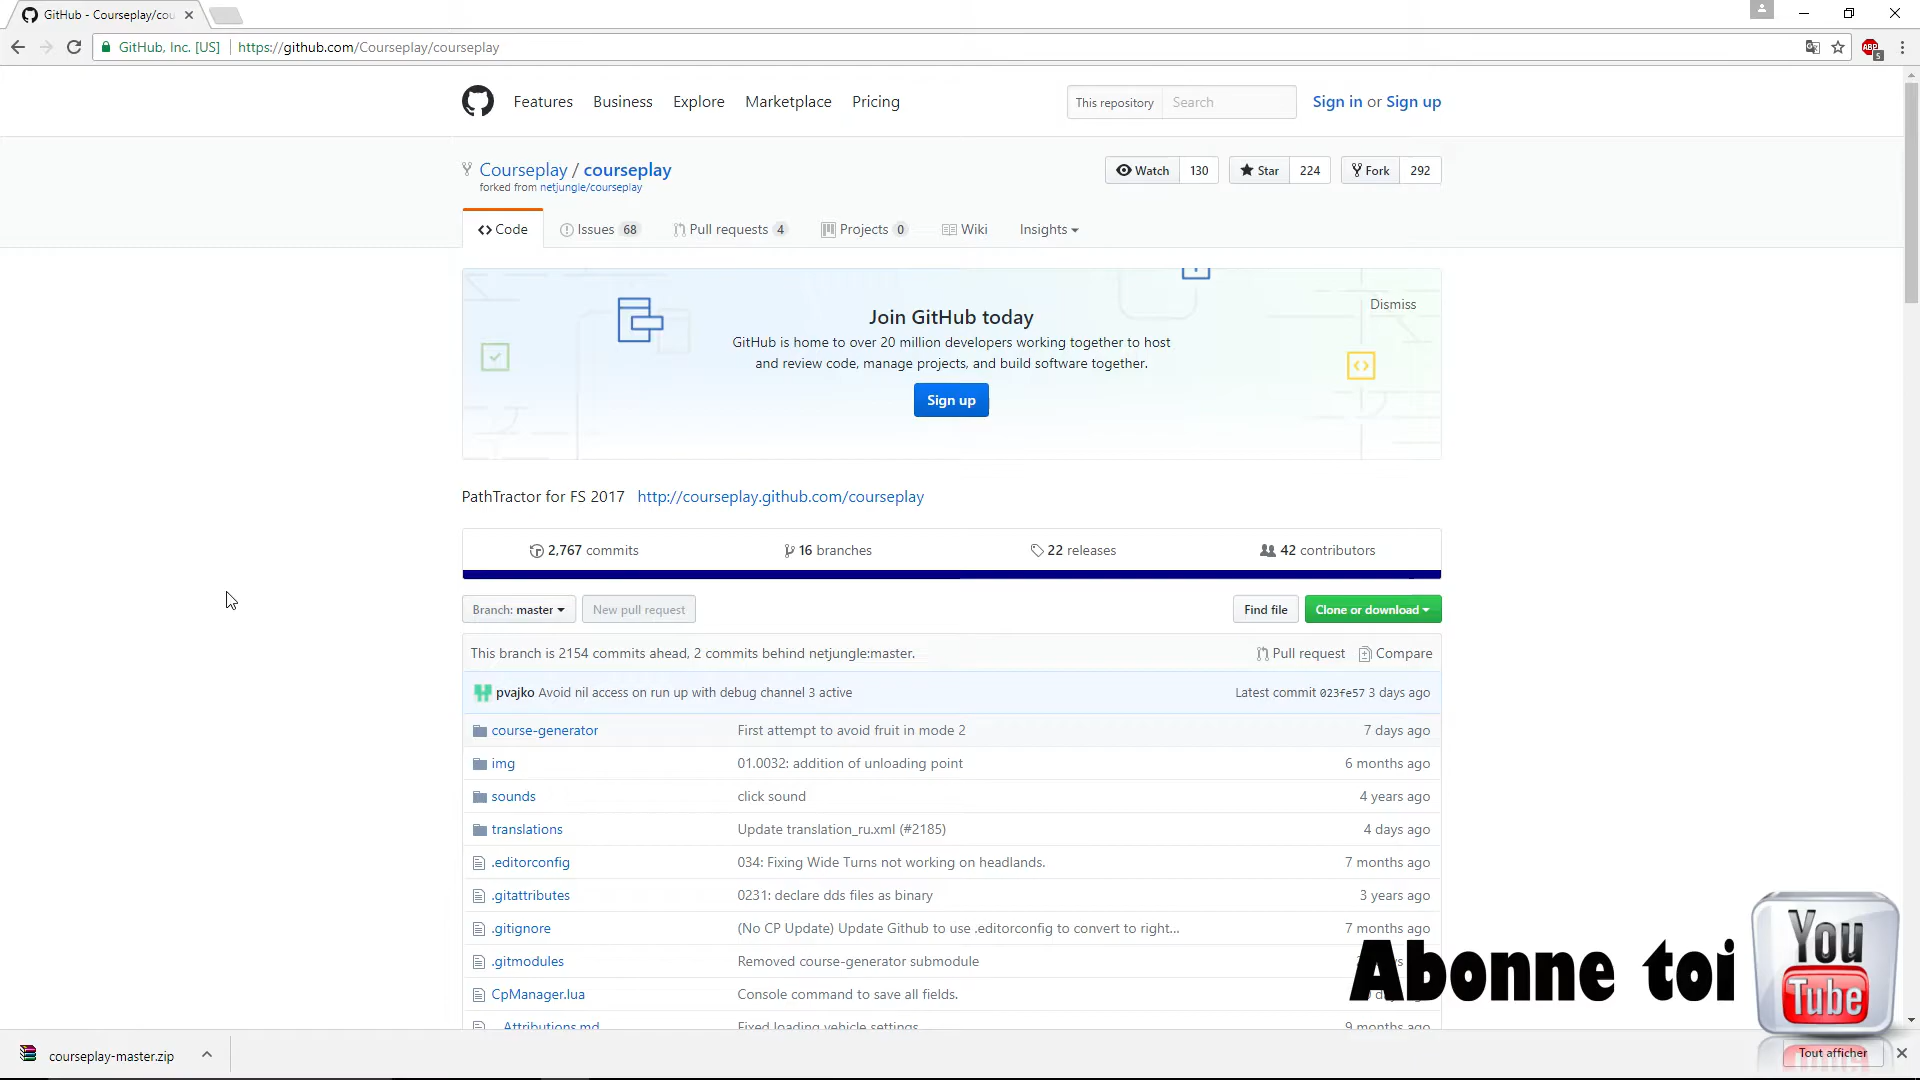 GitHub - Courseplay/cou
GitHub, Inc. [US] https://github.com/Courseplay/courseplay
ABP
5
Features Business Explore Marketplace Pricing
This repository Search
Sign in or Sign up
Courseplay / courseplay
forked from netjungle/courseplay
Watch 130 Star 224 Fork 292
Code Issues 68 Pull requests 4 Projects 0 Wiki Insights
Join GitHub today
Dismiss
GitHub is home to over 20 million developers working together to host
and review code, manage projects, and build software together.
Sign up
PathTractor for FS 2017 http://courseplay.github.com/courseplay
2,767 commits 16 branches 22 releases 42 contributors
Branch: master New pull request Find file Clone or download
This branch is 2154 commits ahead, 2 commits behind netjungle:master. Pull request Compare
pvajko Avoid nil access on run up with debug channel 3 active Latest commit 023fe57 3 days ago
course-generator First attempt to avoid fruit in mode 2 7 days ago
img 01.0032: addition of unloading point 6 months ago
sounds click sound 4 years ago
translations Update translation_ru.xml (#2185) 4 days ago
.editorconfig 034: Fixing Wide Turns not working on headlands. 7 months ago
.gitattributes 0231: declare dds files as binary 3 years ago
.gitignore (No CP Update) Update Github to use .editorconfig to convert to right... 7 months ago
.gitmodules Removed course-generator submodule
CpManager.lua Console command to save all fields.
Attributions.md Fixed loading vehicle settings 9 months ago
Abonne toi
You
Tube
courseplay-master.zip
Tout afficher